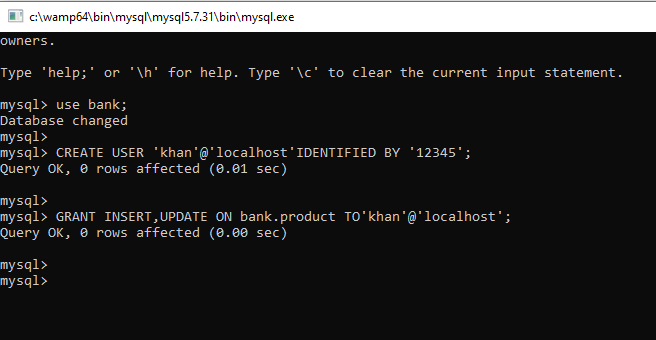 c:\wamp64\bin\mysql\mysql5.7.31\bin\mysql.exe
owners.
Type 'help;' or '\h' for help. Type '\c' to clear the current input statement.
mysql> use bank;
Database changed
mysql>
mysql> CREATE USER 'khan'@'localhost'IDENTIFIED BY '12345';
Query OK, 0 rows affected (0.01 sec)
mysql>
mysql> GRANT INSERT,UPDATE ON bank.product TO'khan'@'localhost';
Query OK, 0 rows affected (0.00 sec)
mysql>
mysql>